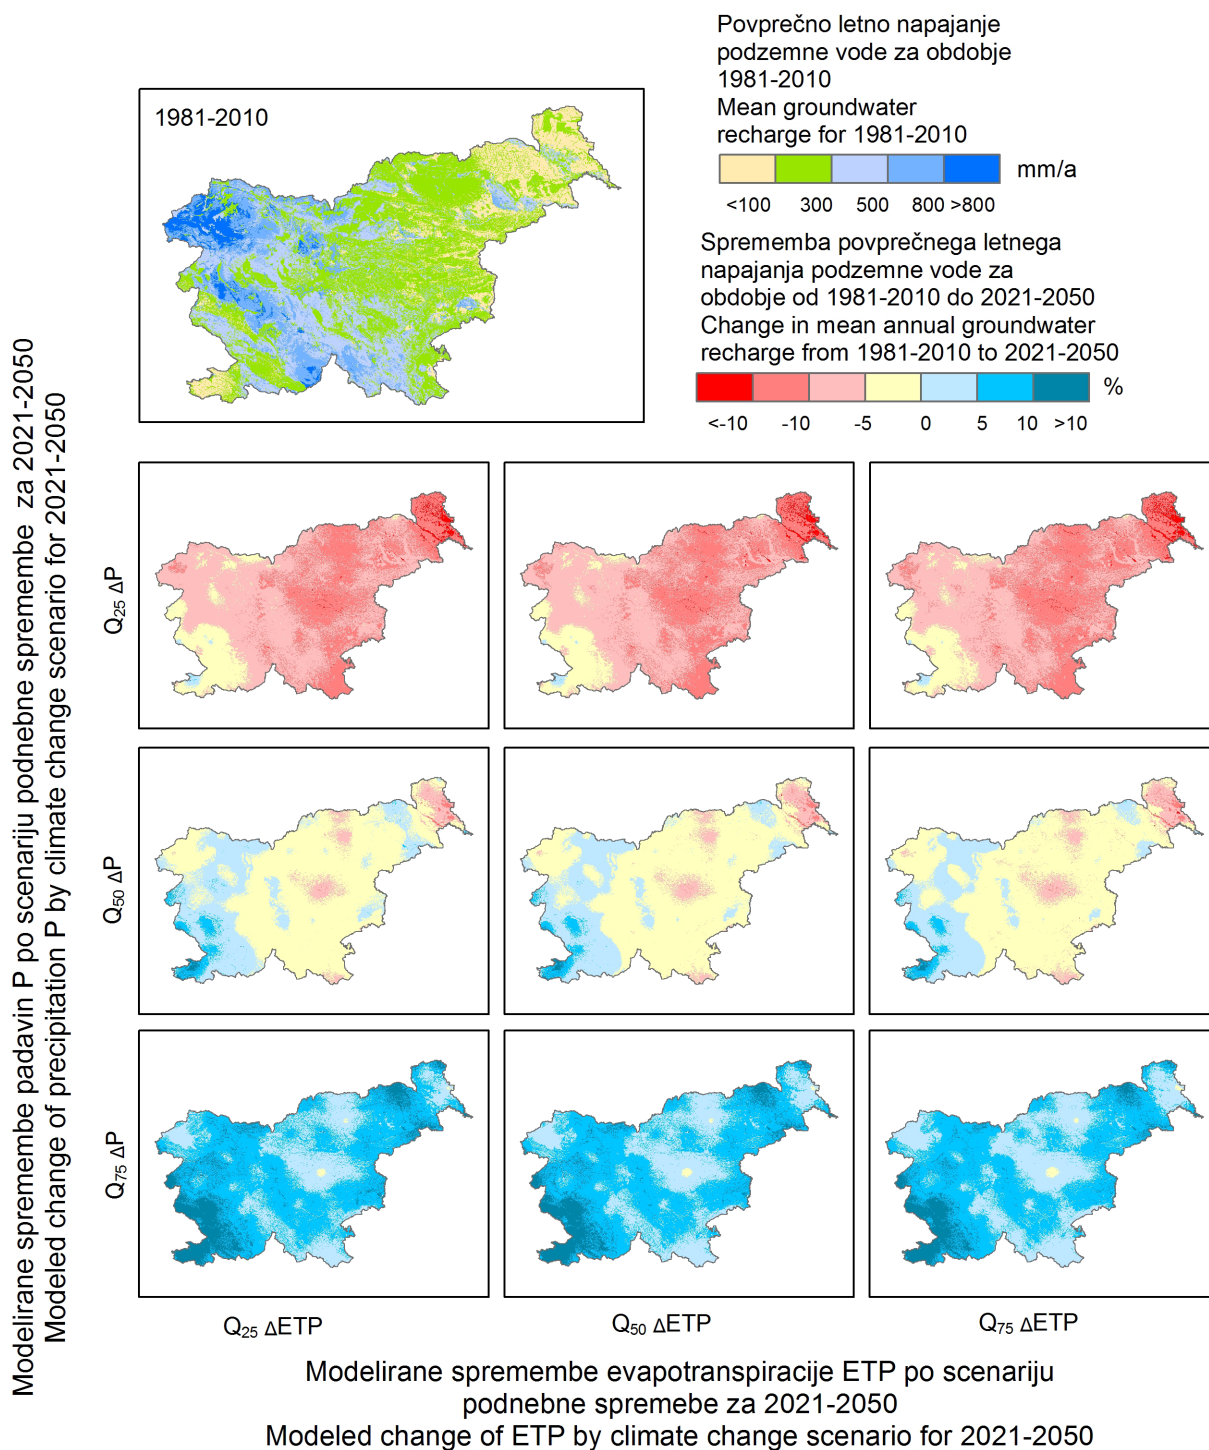 Povprečno letno napajanje
podzemne vode za obdobje
1981-2010
Mean groundwater
recharge for 1981-2010
mm/a
<100 300 500 800 >800
1981-2010
Sprememba povprečnega letnega
napajanja podzemne vode za
obdobje od 1981-2010 do 2021-2050
Change in mean annual groundwater
recharge from 1981-2010 to 2021-2050
%
<-10 -10 -5 0 5 10 >10
Modelirane spremembe padavin P po scenariju podnebne spremembe za 2021-2050
Modeled change of precipitation P by climate change scenario for 2021-2050
Q25 ΔP
Q50 ΔP
Q75 ΔP
Q25 ΔETP
Q50 ΔETP
Q75 ΔETP
Modelirane spremembe evapotranspiracije ETP po scenariju
podnebne spremebe za 2021-2050
Modeled change of ETP by climate change scenario for 2021-2050